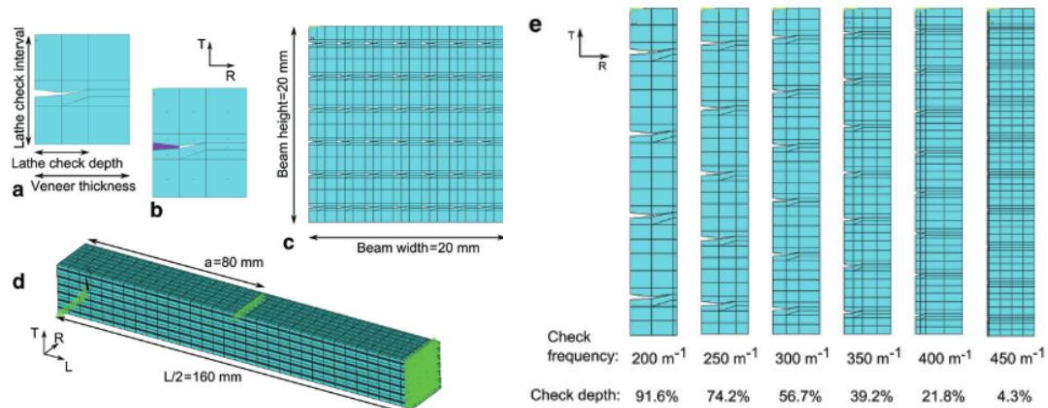 Lathe check interval
Lathe check depth
Veneer thickness
a
T
R
b
Beam height=20 mm
Beam width=20 mm
c
d
a=80 mm
L/2=160 mm
T
R
L
e
T
R
Check
frequency: 200 m⁻¹ 250 m⁻¹ 300 m⁻¹ 350 m⁻¹ 400 m⁻¹ 450 m⁻¹
Check depth: 91.6% 74.2% 56.7% 39.2% 21.8% 4.3%